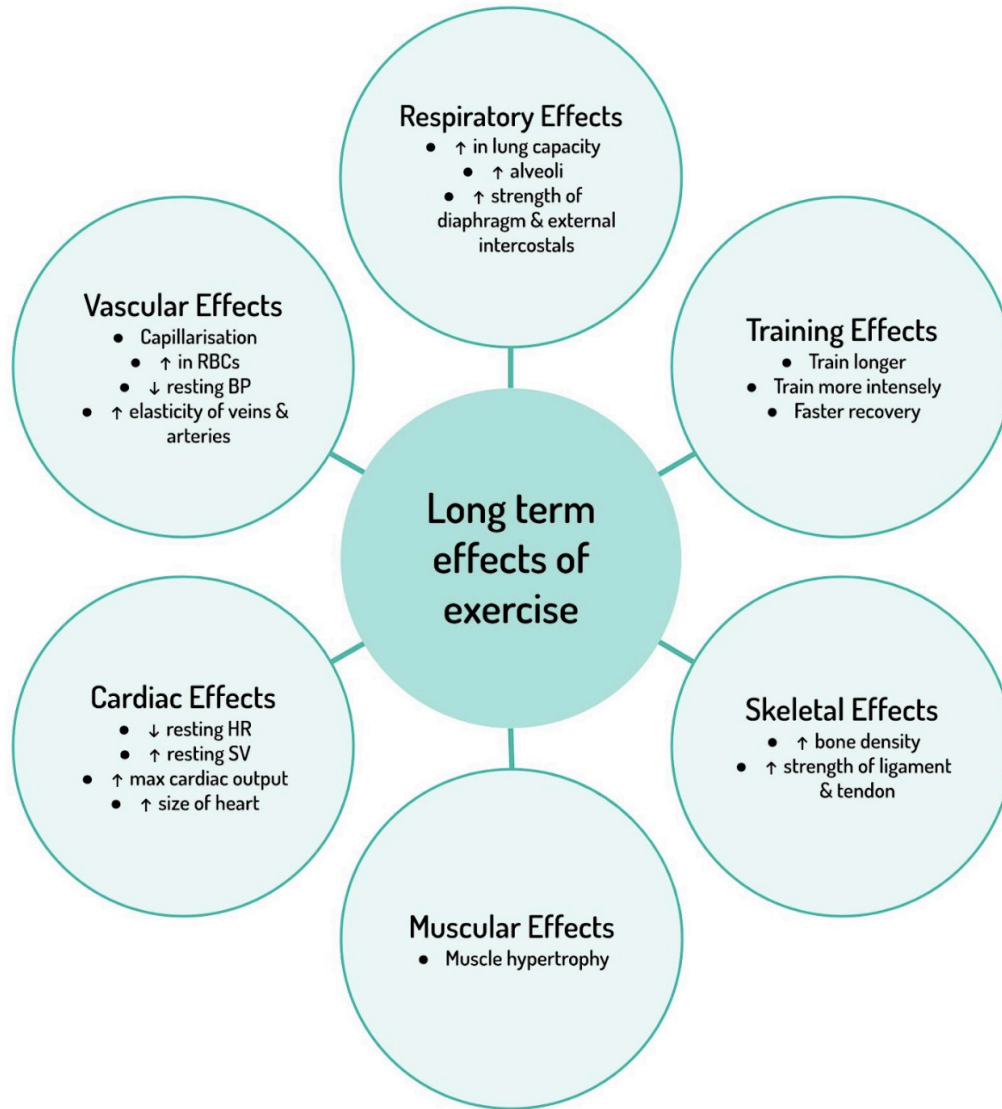 Respiratory Effects
● ↑ in lung capacity
● ↑ alveoli
● ↑ strength of
diaphragm & external
intercostals
Vascular Effects
● Capillarisation
● ↑ in RBCs
● ↓ resting BP
● ↑ elasticity of veins &
arteries
Training Effects
● Train longer
● Train more intensely
● Faster recovery
Long term
effects of
exercise
Cardiac Effects
● ↓ resting HR
● ↑ resting SV
● ↑ max cardiac output
● ↑ size of heart
Skeletal Effects
● ↑ bone density
● ↑ strength of ligament
& tendon
Muscular Effects
● Muscle hypertrophy